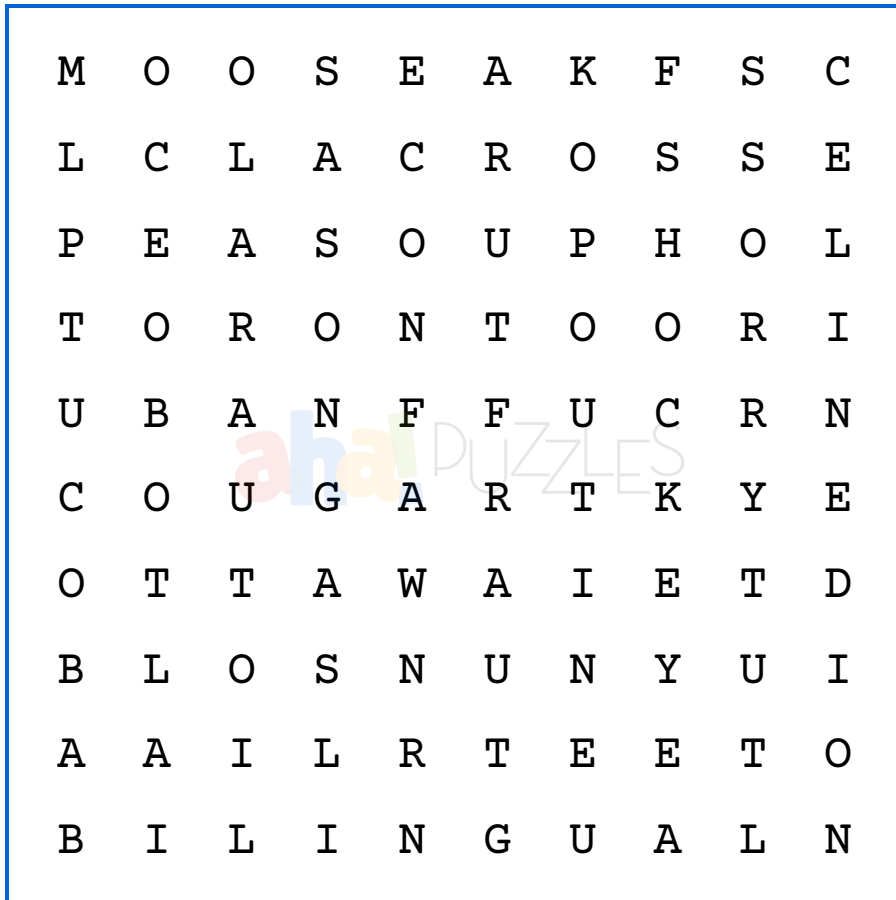 M O O S E A K F S C
L C L A C R O S S E
P E A S O U P H O L
T O R O N T O O R I
U B A N F F U C R N
aha! PUZZLES
C O U G A R T K Y E
O T T A W A I E T D
B L O S N U N Y U I
A A I L R T E E T O
B I L I N G U A L N